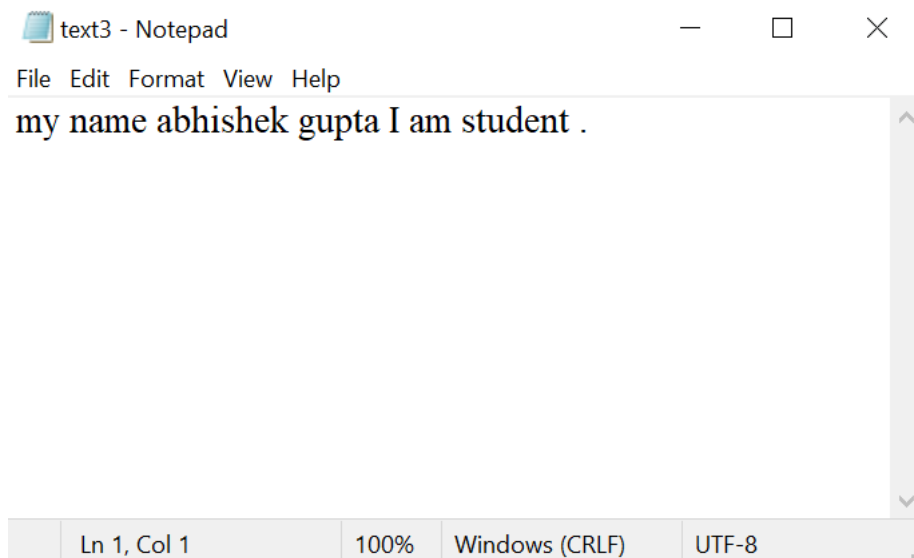 text3 - Notepad
File Edit Format View Help
my name abhishek gupta I am student .
Ln 1, Col 1 100% Windows (CRLF) UTF-8